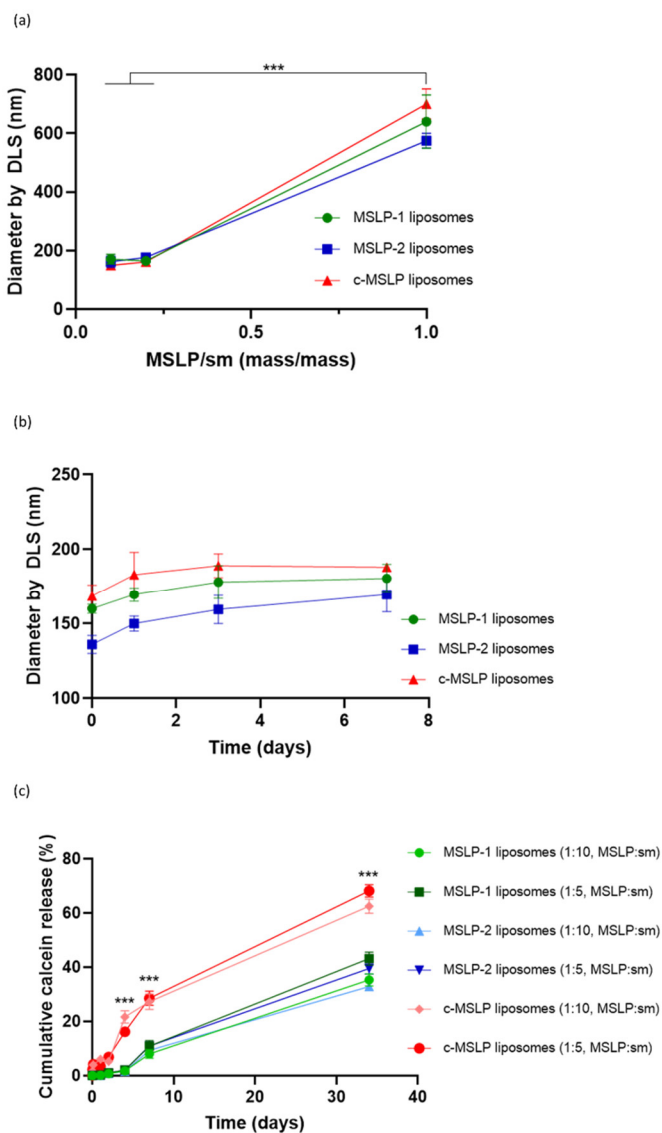 (a)
***
800
600
400
200
0
0.0
0.5
1.0
Diameter by DLS (nm)
MSLP/sm (mass/mass)
MSLP-1 liposomes
MSLP-2 liposomes
c-MSLP liposomes
(b)
250
200
150
100
0
2
4
6
8
Diameter by DLS (nm)
Time (days)
MSLP-1 liposomes
MSLP-2 liposomes
c-MSLP liposomes
(c)
80
60
40
20
0
0
10
20
30
40
Cumulative calcein release (%)
Time (days)
***
***
***
MSLP-1 liposomes (1:10, MSLP:sm)
MSLP-1 liposomes (1:5, MSLP:sm)
MSLP-2 liposomes (1:10, MSLP:sm)
MSLP-2 liposomes (1:5, MSLP:sm)
c-MSLP liposomes (1:10, MSLP:sm)
c-MSLP liposomes (1:5, MSLP:sm)